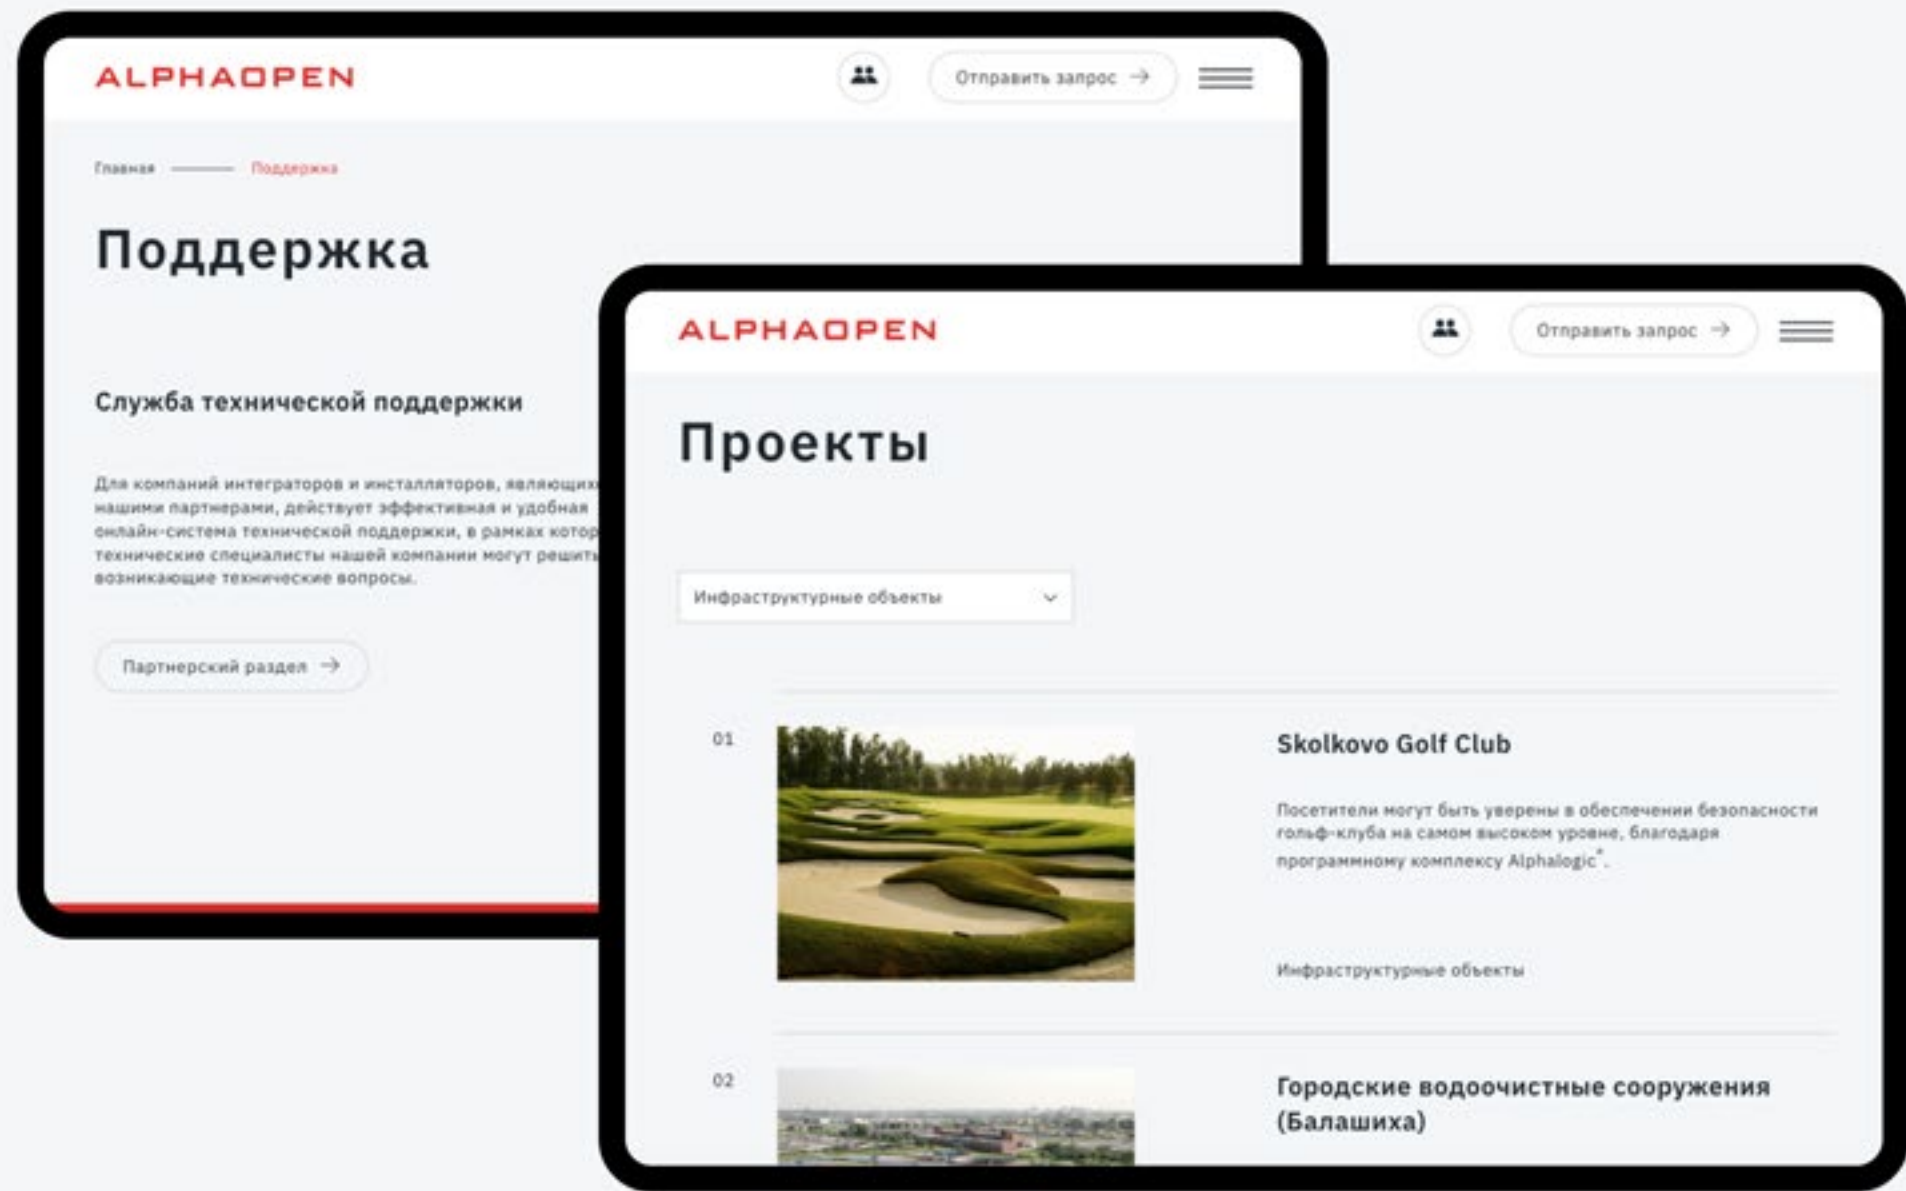 ALPHAOPEN
Отправить запрос →
Главная
Поддержка
Поддержка
Служба технической поддержки
Для компаний интеграторов и инсталляторов,
нашими партнерами, действует эффективная и удобная
онлайн-система технической поддержки, в рамках
технические специалисты нашей компании могут решить
возникающие технические вопросы.
Партнерский раздел →
ALPHAOPEN
Отправить запрос →
Проекты
Инфраструктурные объекты
01
Skolkovo Golf Club
Посетители могут быть уверены в обеспечении безопасности
гольф-клуба на самом высоком уровне, благодаря
программному комплексу Alphalogic
Инфраструктурные объекты
02
Городские водоочистные сооружения
(Балашиха)